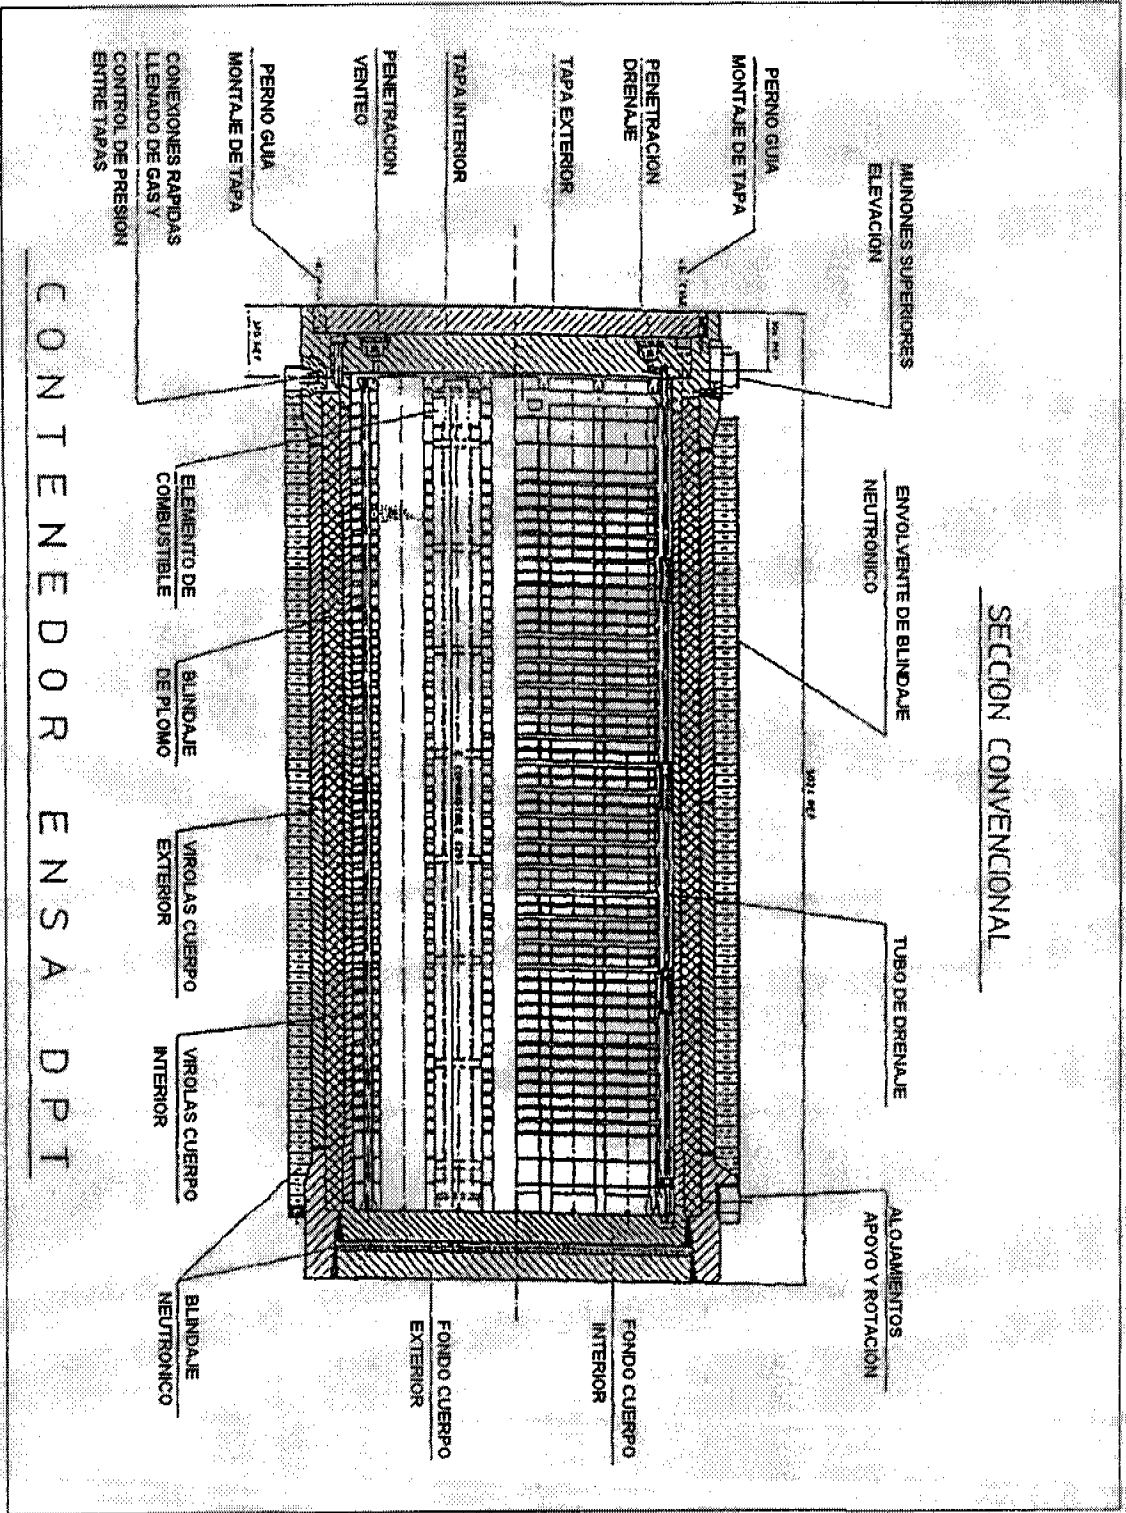 SECCION CONVENCIONAL
MUNONES SUPERIORES
ELEVACION
ENVOLVENTE DE BLINDAJE
NEUTRONICO
TUBO DE DRENAJE
ALOJAMIENTOS
APOYO Y ROTACIÓN
PERNO GUIA
MONTAJE DE TAPA
PENETRACION
DRENAJE
TAPA EXTERIOR
TAPA INTERIOR
PENETRACION
VENTEO
PERNO GUIA
MONTAJE DE TAPA
CONEXIONES RAPIDAS
LLENADO DE GAS Y
CONTROL DE PRESION
ENTRE TAPAS
FONDO CUERPO
INTERIOR
FONDO CUERPO
EXTERIOR
ELEMENTO DE
COMBUSTIBLE
BLINDAJE
DE PLOMO
VIROLAS CUERPO
EXTERIOR
VIROLAS CUERPO
INTERIOR
BLINDAJE
NEUTRONICO
CONTENEDOR ENSA DPT